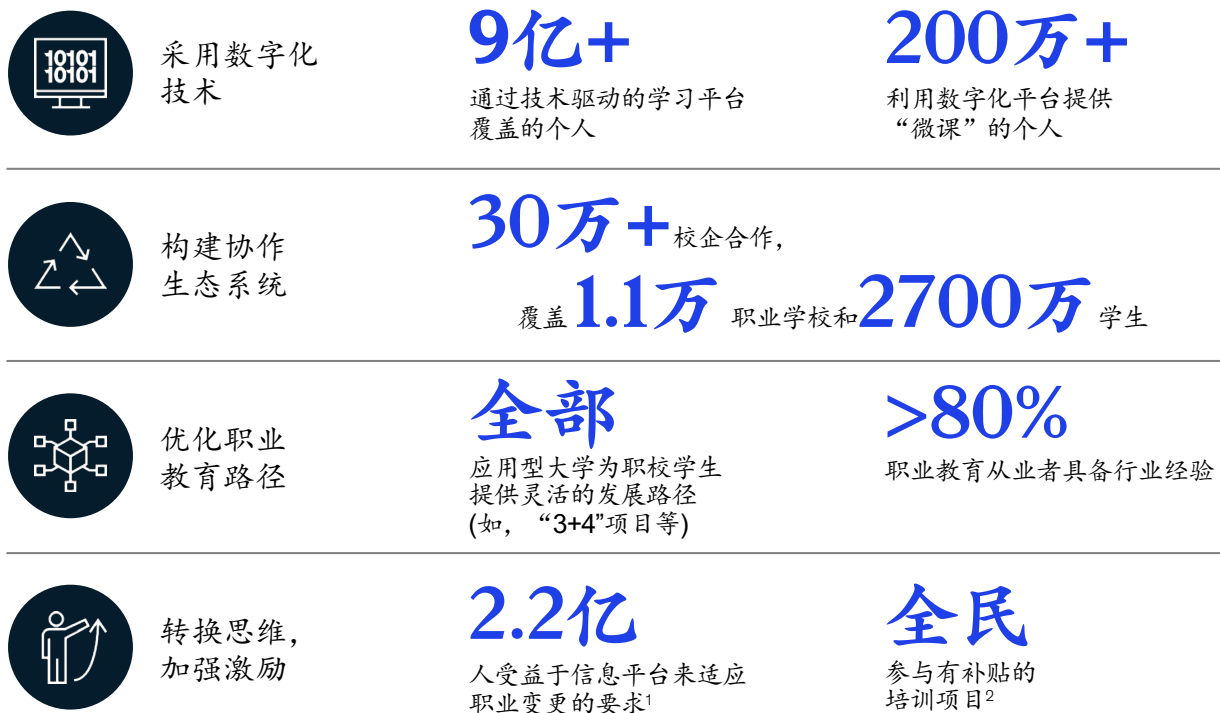 10101
10101
采用数字化
技术
9亿+
通过技术驱动的学习平台
覆盖的个人
200万+
利用数字化平台提供
“微课”的个人
构建协作
生态系统
30万+校企合作，
覆盖1.1万 职业学校和2700万 学生
优化职业
教育路径
全部
应用型大学为职校学生
提供灵活的发展路径
(如，“3+4”项目等)
>80%
职业教育从业者具备行业经验
转换思维，
加强激励
2.2亿
人受益于信息平台来适应
职业变更的要求¹
全民
参与有补贴的
培训项目²